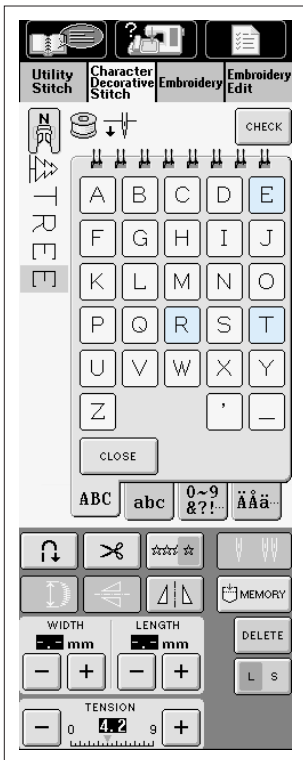 Utility Stitch
Character Decorative Stitch
Embroidery
Embroidery Edit
N
CHECK
T
R
E
E
A B C D E
F G H I J
K L M N O
P Q R S T
U V W X Y
Z ' _
CLOSE
ABC
abc
0~9 &?!...
ÄÅä...
MEMORY
WIDTH
LENGTH
-.- mm
-.- mm
DELETE
− +
− +
L S
TENSION
− 0 4.2 9 +